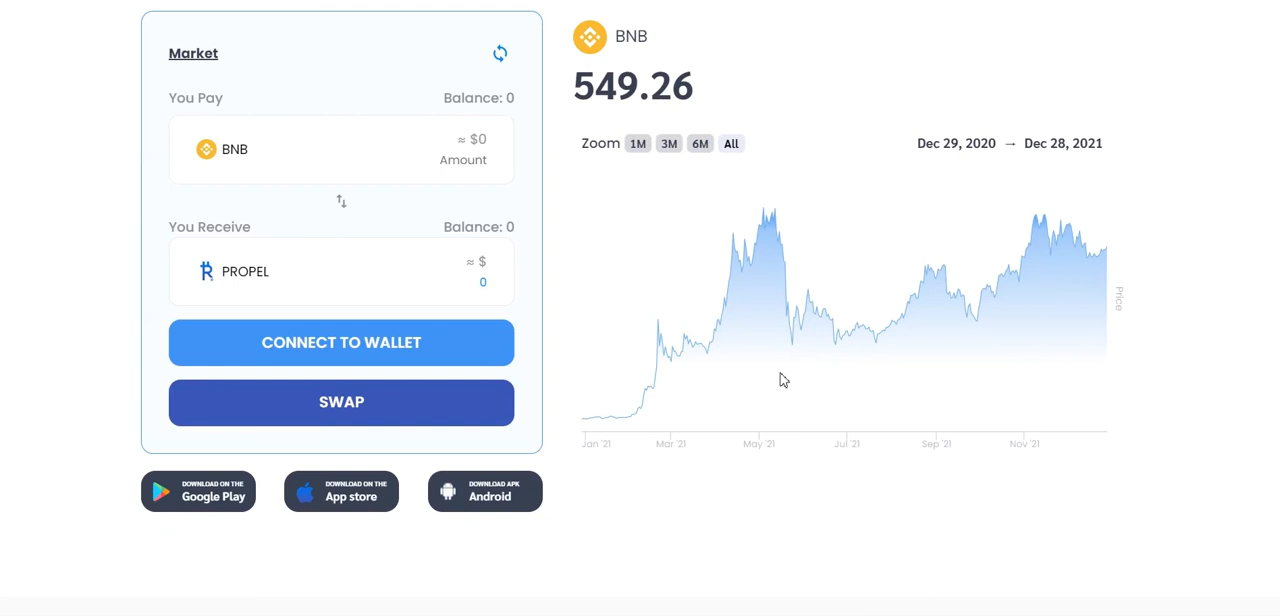 Market
You Pay
Balance: 0
BNB
≈ $0
Amount
You Receive
Balance: 0
PROPEL
≈ $
0
CONNECT TO WALLET
SWAP
DOWNLOAD ON THE
Google Play
DOWNLOAD ON THE
App store
DOWNLOAD APK
Android
BNB
549.26
Zoom 1M 3M 6M All
Dec 29, 2020 → Dec 28, 2021
Price
Jan '21 Mar '21 May '21 Jul '21 Sep '21 Nov '21